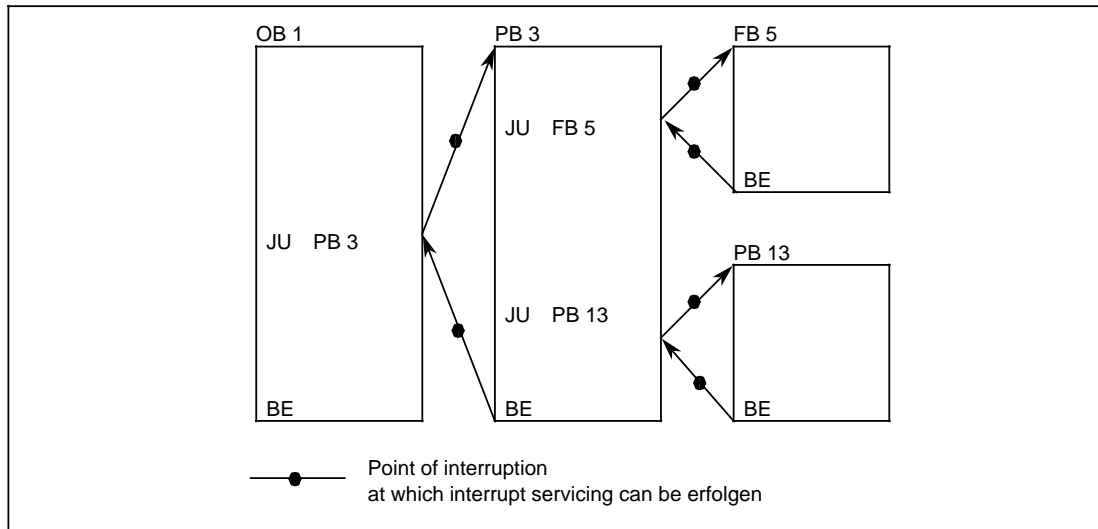 OB 1
PB 3
FB 5
JU FB 5
BE
JU PB 3
PB 13
JU PB 13
BE
BE
BE
Point of interruption
at which interrupt servicing can be erfolgen